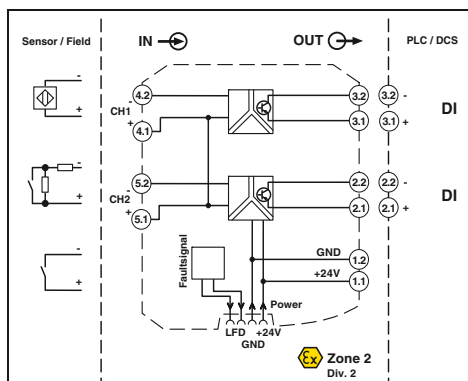 Sensor / Field
IN
OUT
PLC / DCS
-
+
4.2
-
CH1
+
4.1
3.2
3.1
3.2 -
3.1 +
DI
-
+
5.2
-
CH2
+
5.1
2.2
2.1
2.2 -
2.1 +
DI
-
+
Faultsignal
GND
1.2
+24V
1.1
Power
LFD +24V
GND
Ex Zone 2
Div. 2